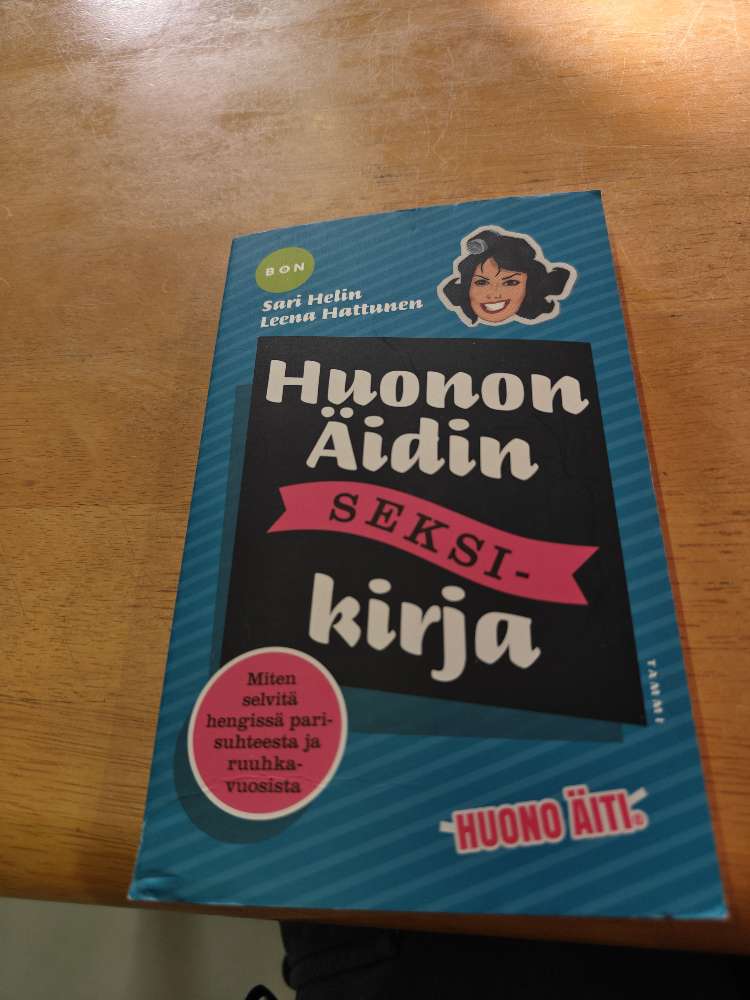 BON
Sari Helin
Leena Hattunen
Huonon
Äidin
SEKSI-
kirja
TAMMI
Miten
selvitä
hengissä pari-
suhteesta ja
ruuhka-
vuosista
HUONO ÄITI®